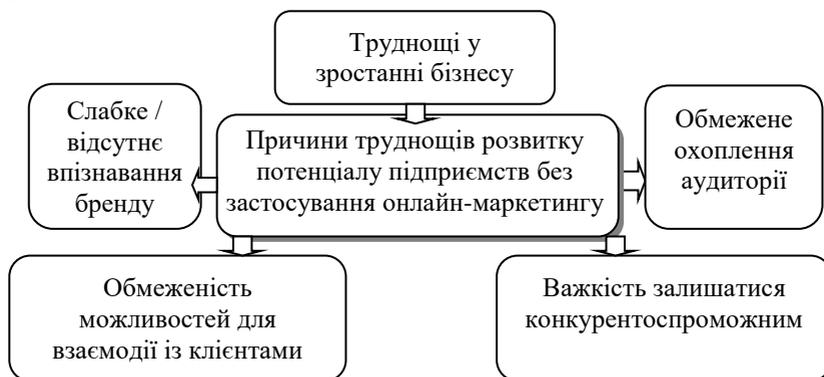 Труднощі у
зростанні бізнесу
Слабке /
відсутнє
впізнавання
бренду
Причини труднощів розвитку
потенціалу підприємств без
застосування онлайн-маркетингу
Обмежене
охоплення
аудиторії
Обмеженість
можливостей для
взаємодії із клієнтами
Важкість залишатися
конкурентоспроможним